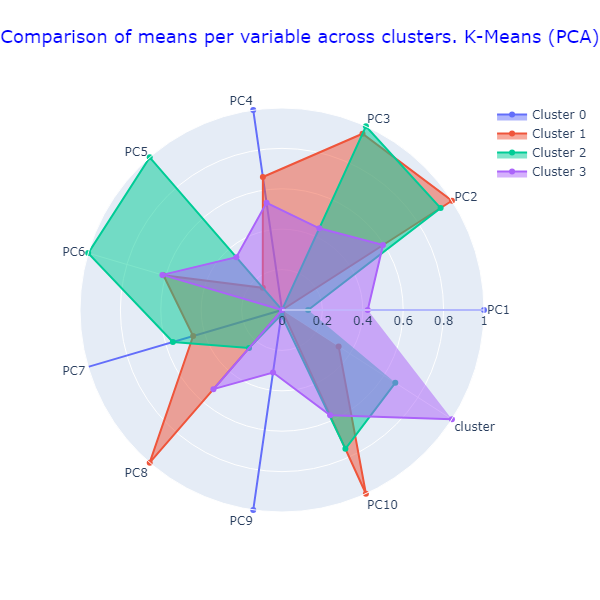 Comparison of means per variable across clusters. K-Means (PCA)
Cluster 0
Cluster 1
Cluster 2
Cluster 3
PC4
PC3
PC5
PC2
PC6
PC1
0 0.2 0.4 0.6 0.8 1
PC7
cluster
PC8
PC10
PC9